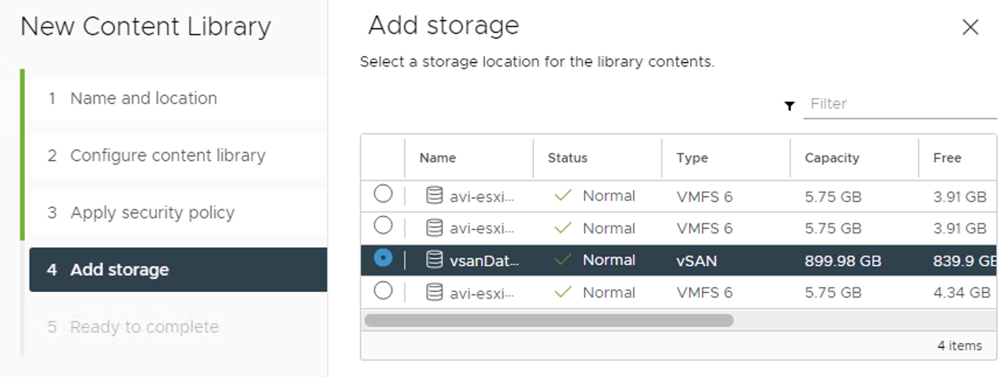 New Content Library
1 Name and location
2 Configure content library
3 Apply security policy
4 Add storage
5 Ready to complete
Add storage
Select a storage location for the library contents.
Filter
Name Status Type Capacity Free
avi-esxi... Normal VMFS 6 5.75 GB 3.91 GB
avi-esxi... Normal VMFS 6 5.75 GB 3.91 GB
vsanDat... Normal vSAN 899.98 GB 839.9 GB
avi-esxi... Normal VMFS 6 5.75 GB 4.34 GB
4 items